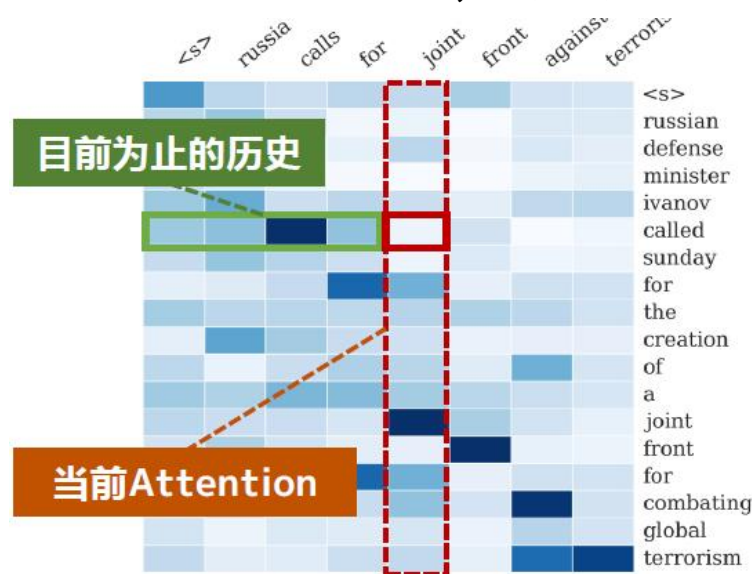 <s> russia calls for joint front against terroris
<s>
russian
defense
目前为止的历史
minister
ivanov
called
sunday
for
the
creation
of
a
joint
front
当前Attention
for
combating
global
terrorism